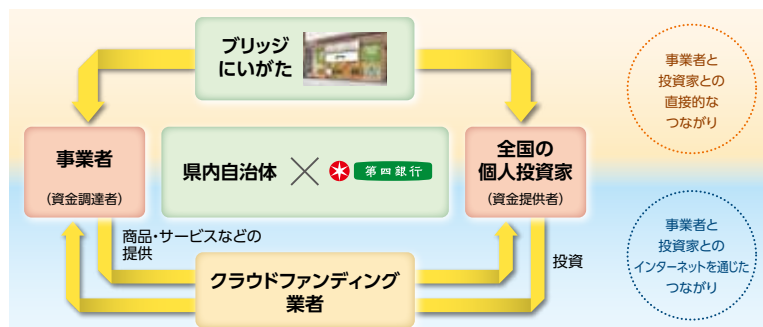 ブリッジ
にいがた
事業者と
投資家との
直接的な
つながり
事業者
(資金調達者)
県内自治体 × 第四銀行
全国の
個人投資家
(資金提供者)
商品・サービスなどの
提供
クラウドファンディング
業者
投資
事業者と
投資家との
インターネットを通じた
つながり